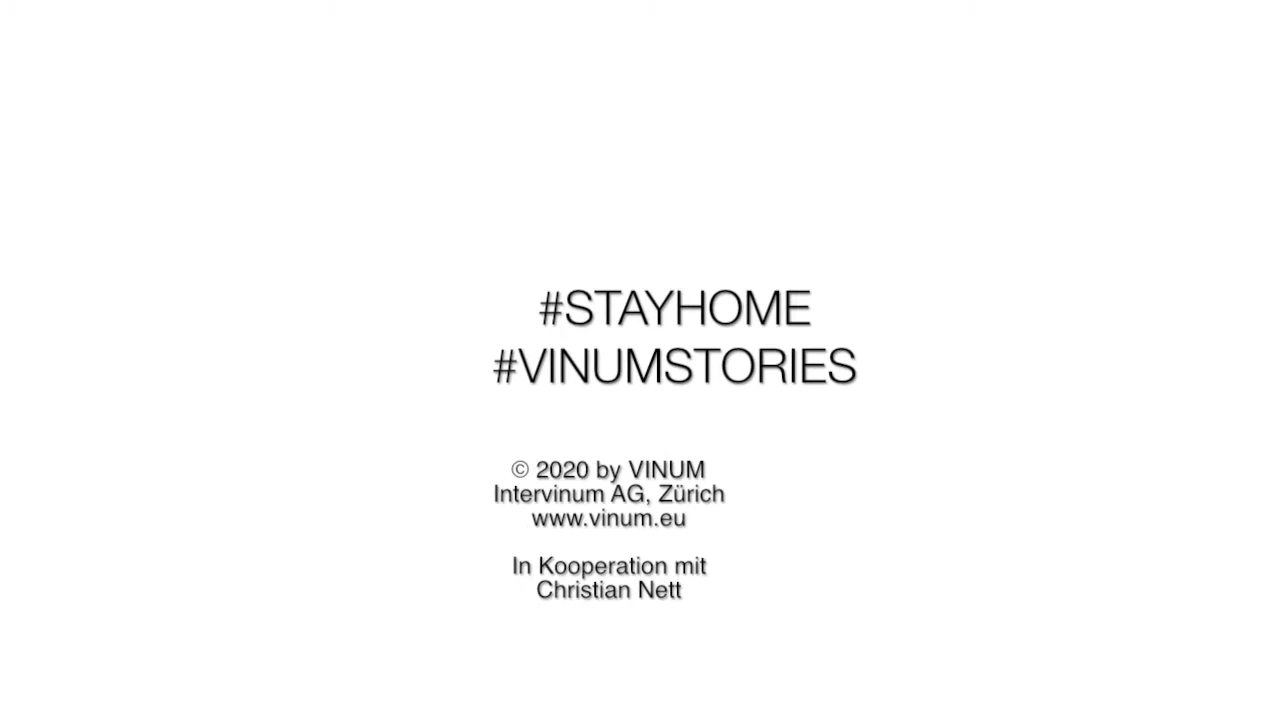 #STAYHOME
#VINUMSTORIES
© 2020 by VINUM
Intervinum AG, Zürich
www.vinum.eu
In Kooperation mit
Christian Nett